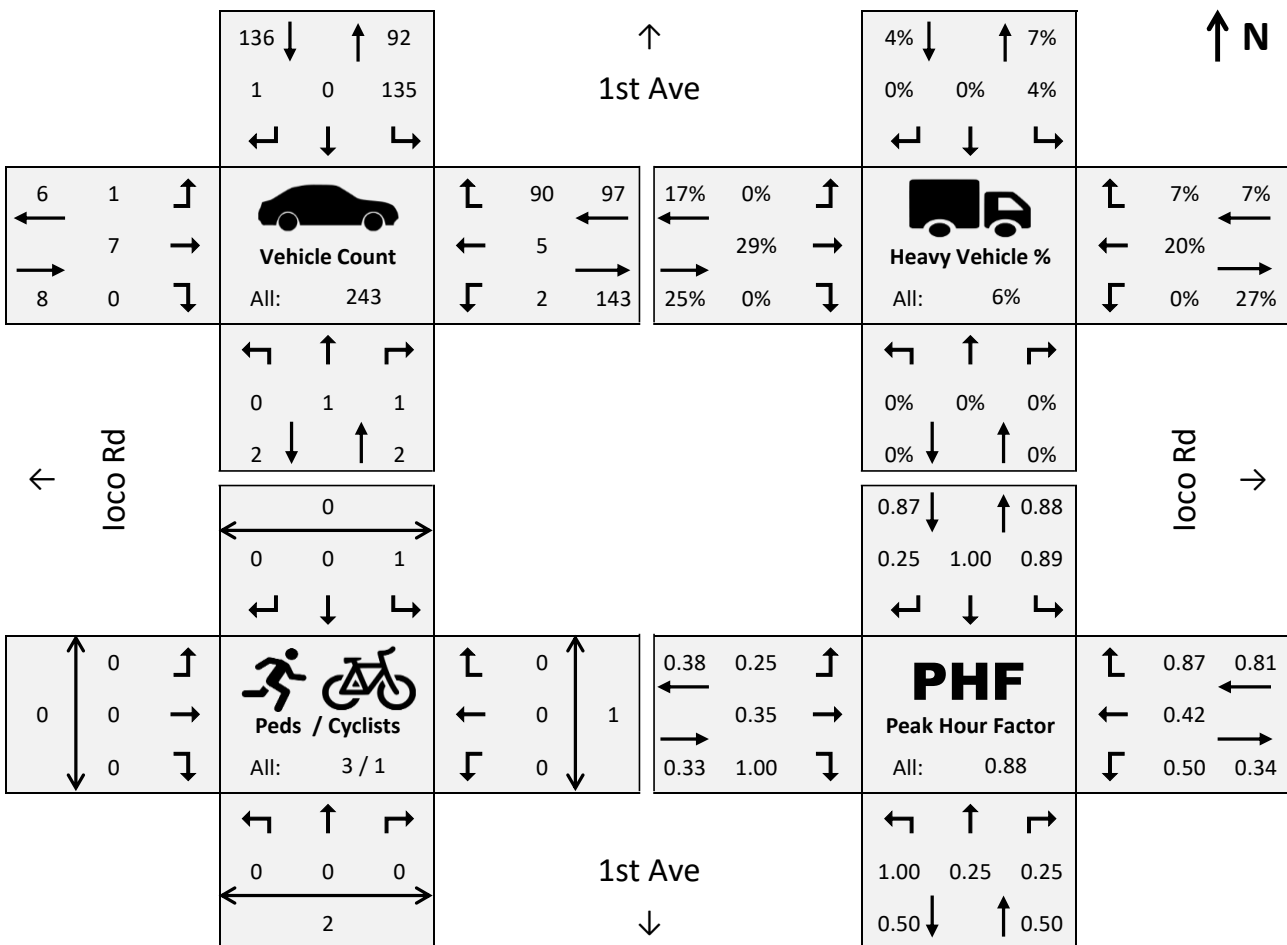 136 92
1st Ave
4% 7%
N
1 0 135
0% 0% 4%
6 1
90 97
17% 0%
7% 7%
7
Vehicle Count
5
29%
Heavy Vehicle %
20%
8 0
All: 243
2 143
25% 0%
All: 6%
0% 27%
0 1 1
0% 0% 0%
2 2
0% 0%
Ioco Rd
Ioco Rd
0
0.87 0.88
0 0 1
0.25 1.00 0.89
0
0
0.38 0.25
PHF
0.87 0.81
0 0
Peds / Cyclists
0 1
0.35
Peak Hour Factor
0.42
0
All: 3 / 1
0
0.33 1.00
All: 0.88
0.50 0.34
0 0 0
1st Ave
1.00 0.25 0.25
2
0.50 0.50